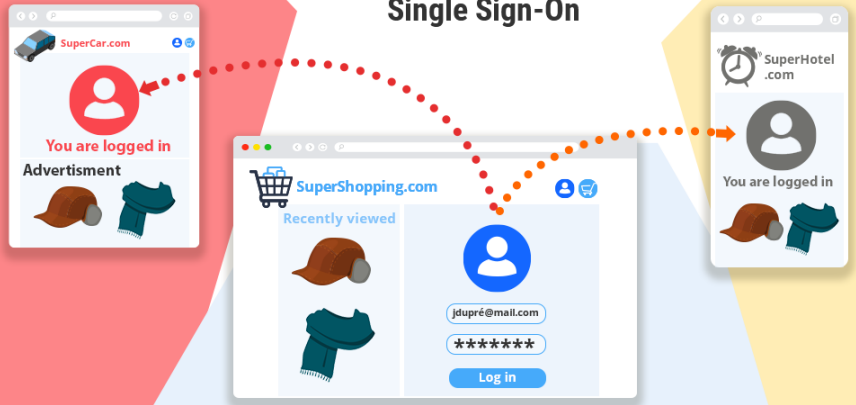 Single Sign-On
SuperCar.com
You are logged in
Advertisment
SuperShopping.com
Recently viewed
jdupré@mail.com
*******
Log in
SuperHotel
.com
You are logged in